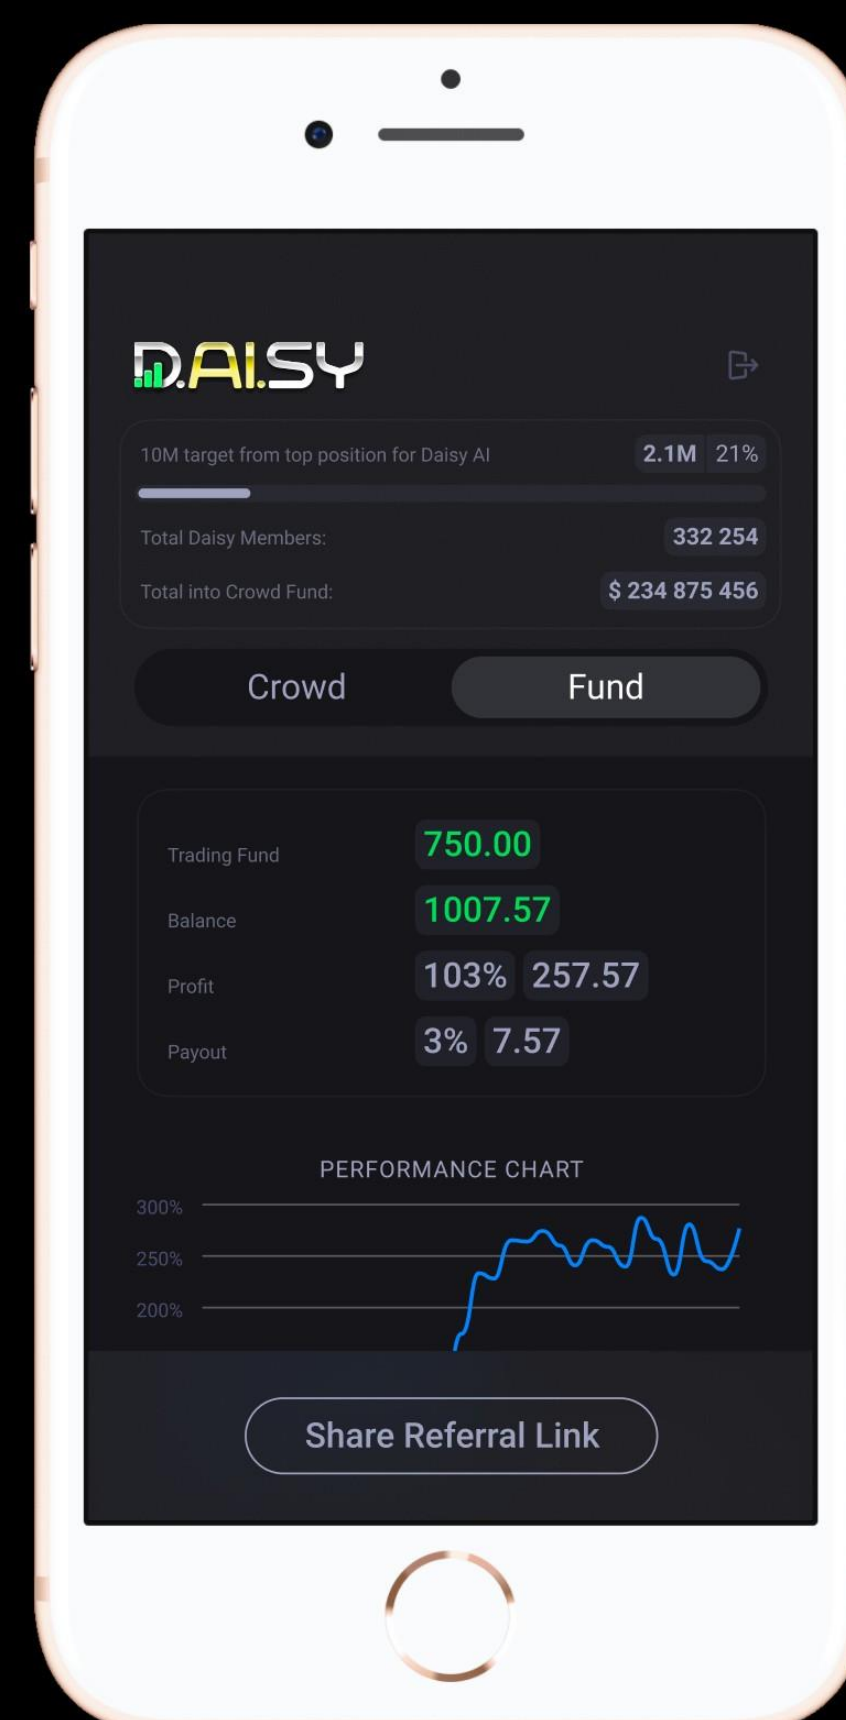 D.AI.SY
10M target from top position for Daisy AI 2.1M 21%
Total Daisy Members: 332 254
Total into Crowd Fund: $ 234 875 456
Crowd Fund
Trading Fund 750.00
Balance 1007.57
Profit 103% 257.57
Payout 3% 7.57
PERFORMANCE CHART
300%
250%
200%
Share Referral Link